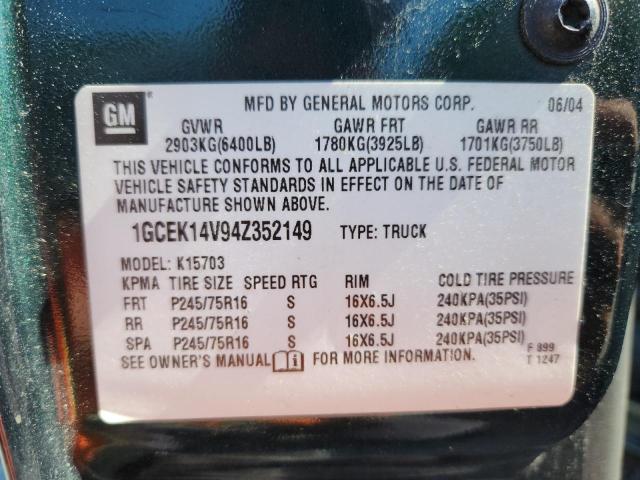 GM
MFD BY GENERAL MOTORS CORP. 06/04
GVWR GAWR FRT GAWR RR
2903KG(6400LB) 1780KG(3925LB) 1701KG(3750LB)
THIS VEHICLE CONFORMS TO ALL APPLICABLE U.S. FEDERAL MOTOR
VEHICLE SAFETY STANDARDS IN EFFECT ON THE DATE OF
MANUFACTURE SHOWN ABOVE.
1GCEK14V94Z352149 TYPE: TRUCK
MODEL: K15703
KPMA TIRE SIZE SPEED RTG RIM COLD TIRE PRESSURE
FRT P245/75R16 S 16X6.5J 240KPA(35PSI)
RR P245/75R16 S 16X6.5J 240KPA(35PSI)
SPA P245/75R16 S 16X6.5J 240KPA(35PSI)
SEE OWNER'S MANUAL i FOR MORE INFORMATION.
F 899
T 1247